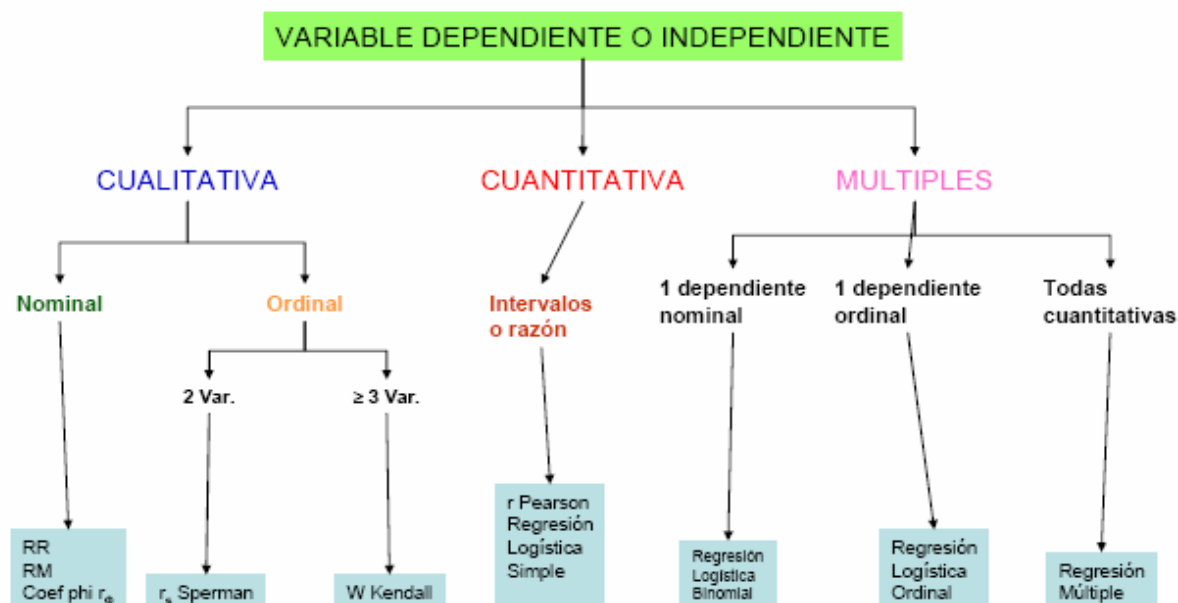 VARIABLE DEPENDIENTE O INDEPENDIENTE
CUALITATIVA
CUANTITATIVA
MULTIPLES
Nominal
Ordinal
Intervalos
o razón
1 dependiente
nominal
1 dependiente
ordinal
Todas
cuantitativas
2 Var.
≥ 3 Var.
RR
RM
Coef phi rΦ
rs Sperman
W Kendall
r Pearson
Regresión
Logística
Simple
Regresión
Logística
Binomial
Regresión
Logística
Ordinal
Regresión
Múltiple